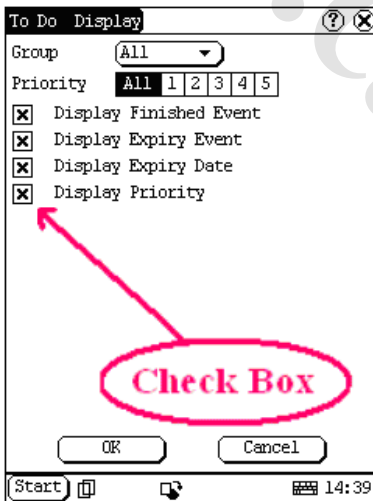 To Do Display
Group All
Priority All 1 2 3 4 5
Display Finished Event
Display Expiry Event
Display Expiry Date
Display Priority
Check Box
OK Cancel
Start 14:39